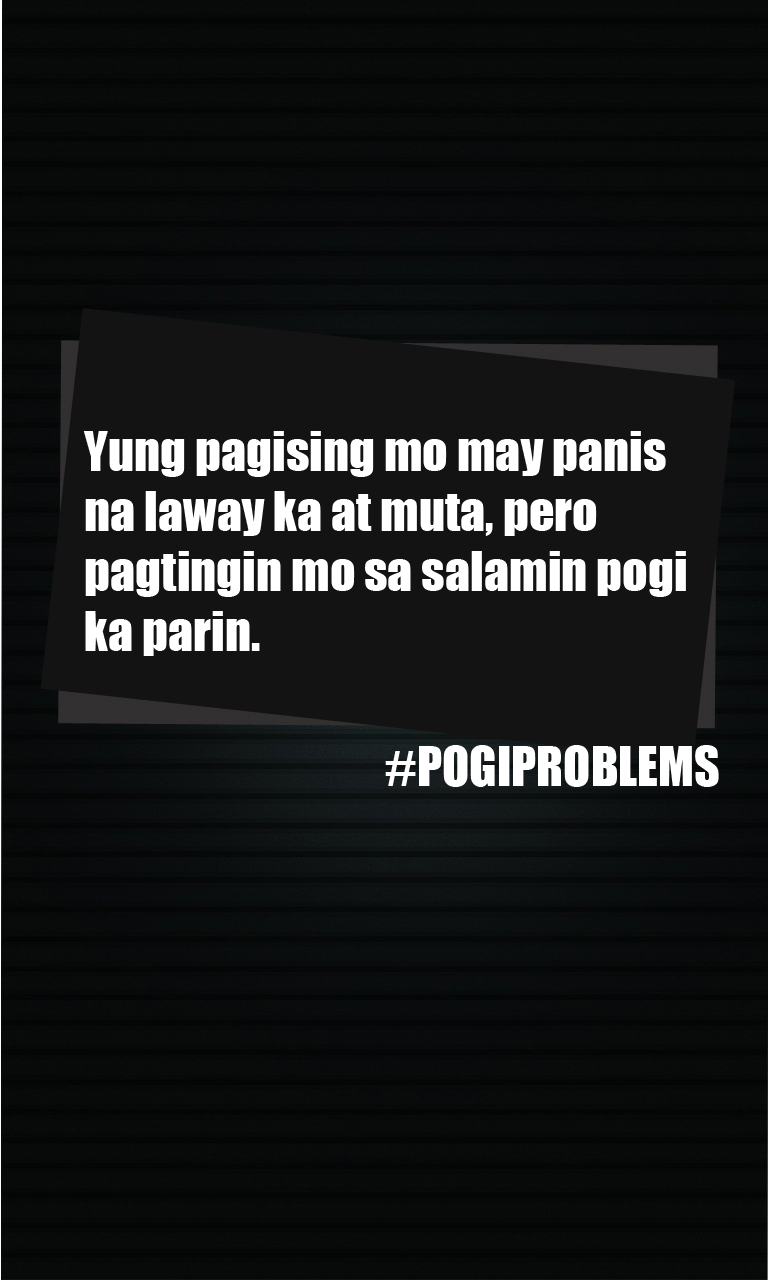 Yung pagising mo may panis
na laway ka at muta, pero
pagtingin mo sa salamin pogi
ka parin.
#POGIPROBLEMS